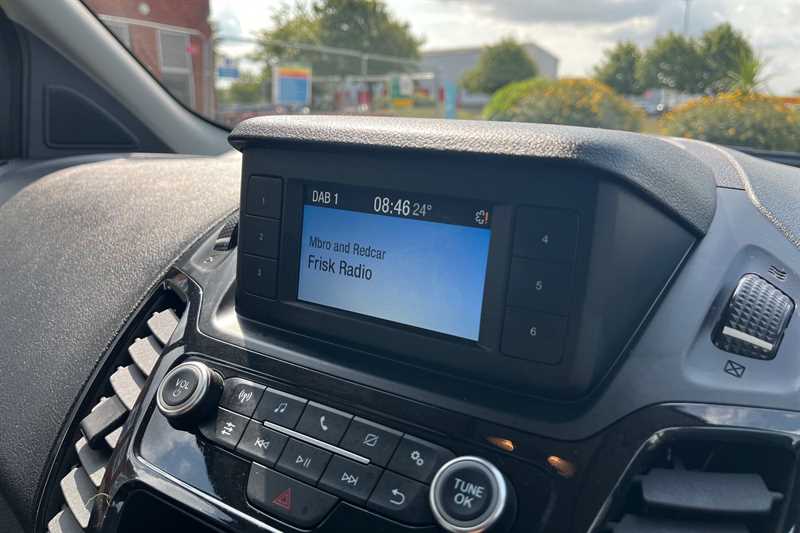 DAB 1 08:46 24°
Mbro and Redcar
Frisk Radio
1
2
3
4
5
6
VOL
TUNE
OK